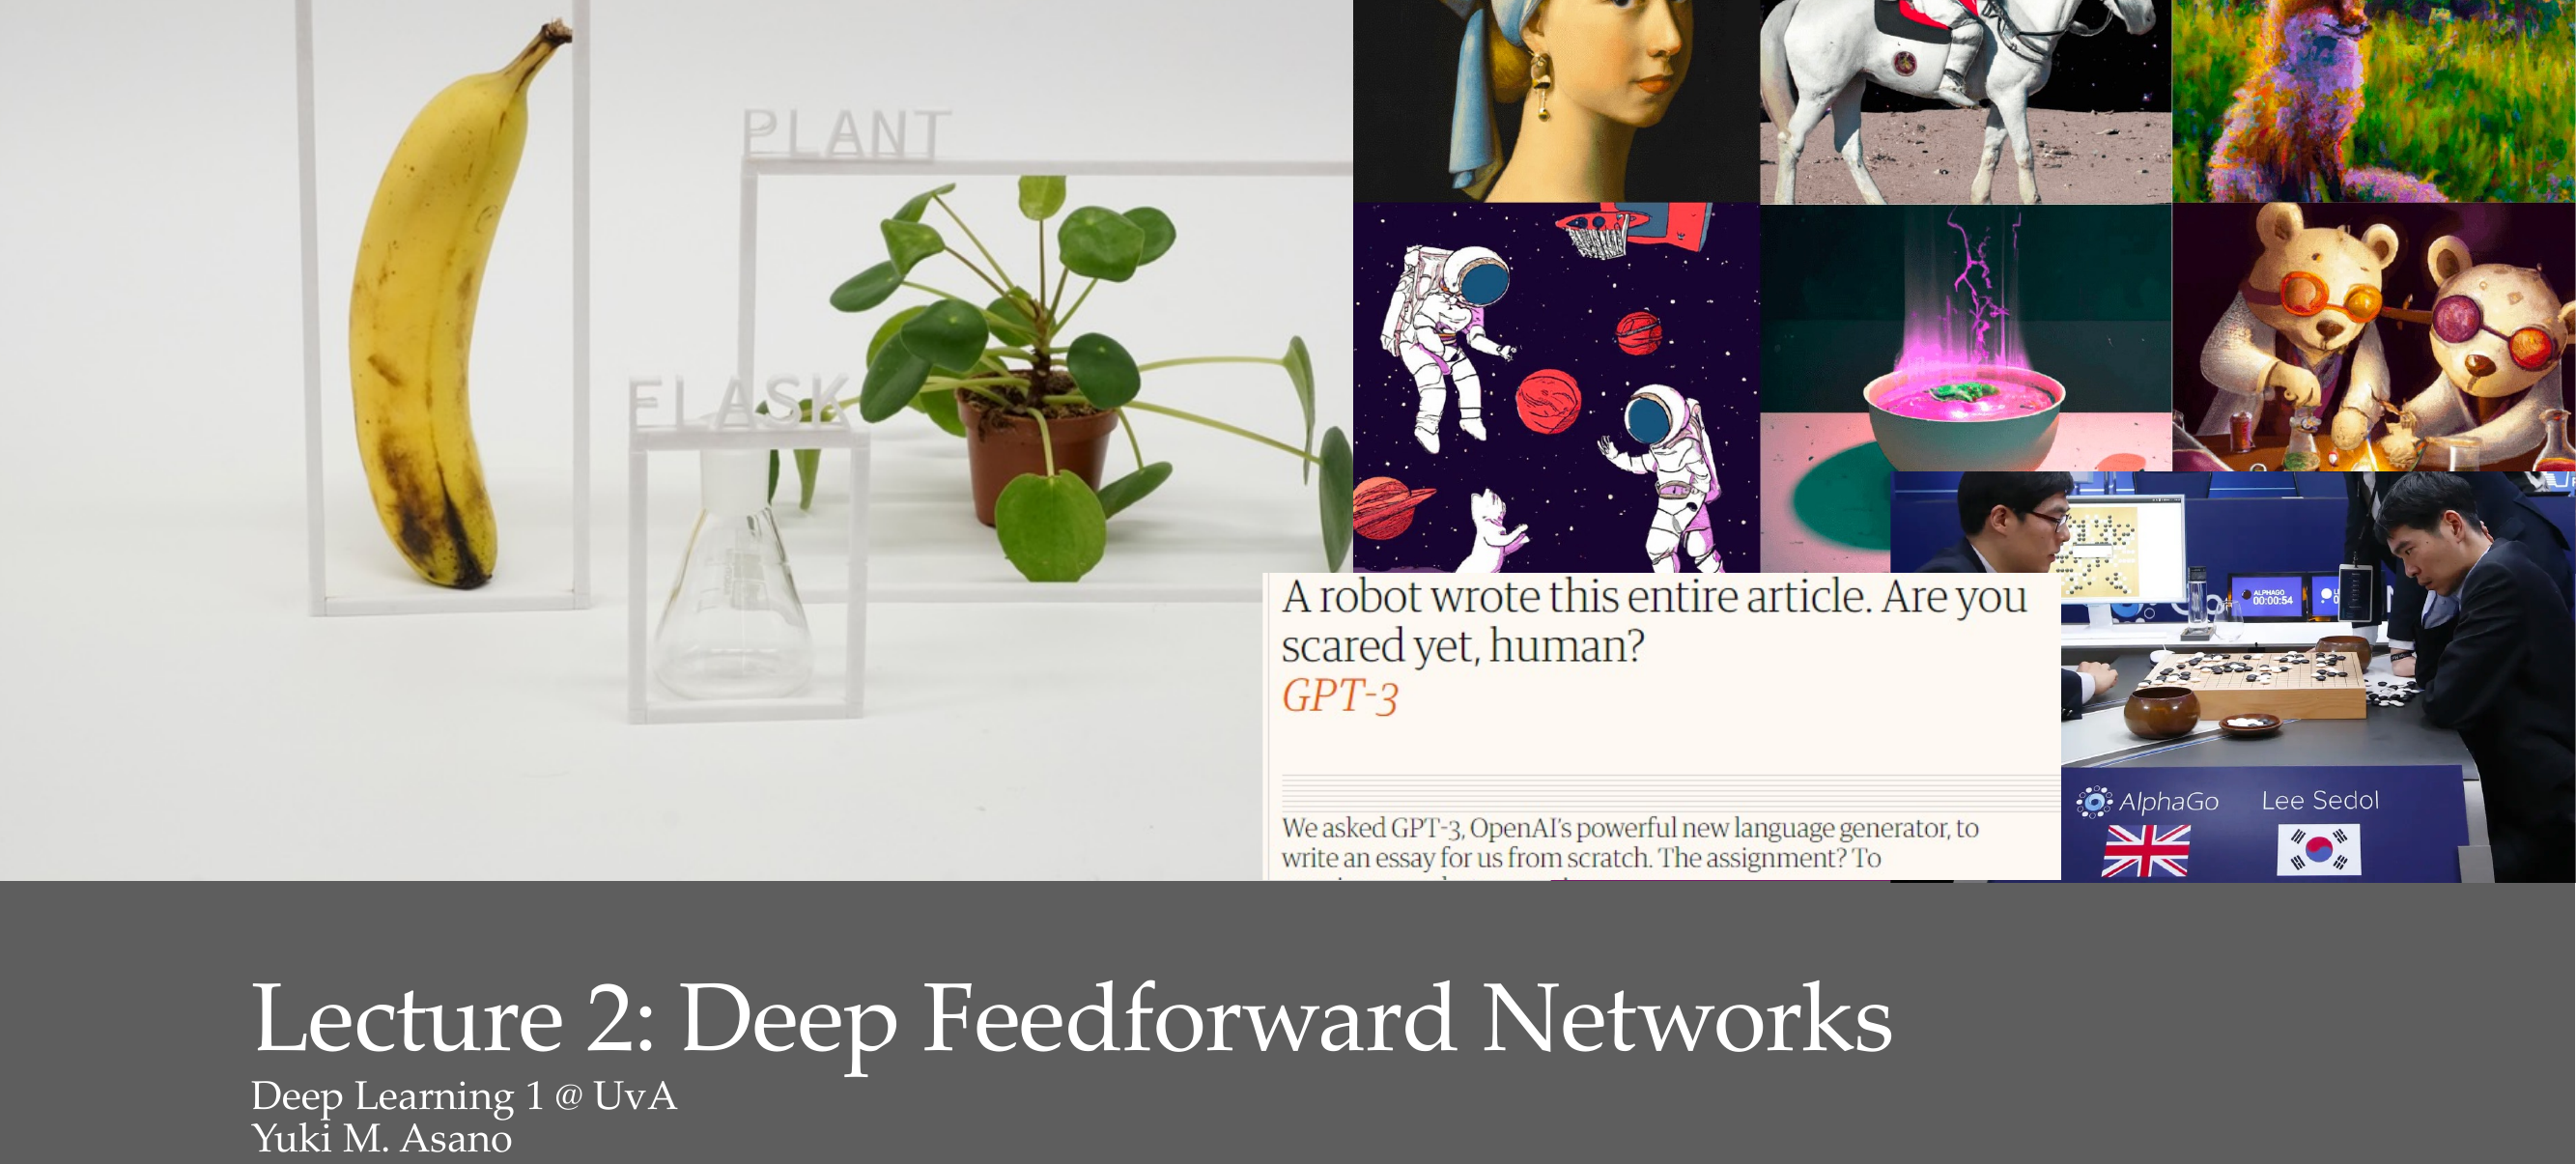 PLANT
FLASK
A robot wrote this entire article. Are you
scared yet, human?
GPT-3
We asked GPT-3, OpenAI's powerful new language generator, to
write an essay for us from scratch. The assignment? To
ALPHAGO
00:00:54
AlphaGo
Lee Sedol
Lecture 2: Deep Feedforward Networks
Deep Learning 1 @ UvA
Yuki M. Asano